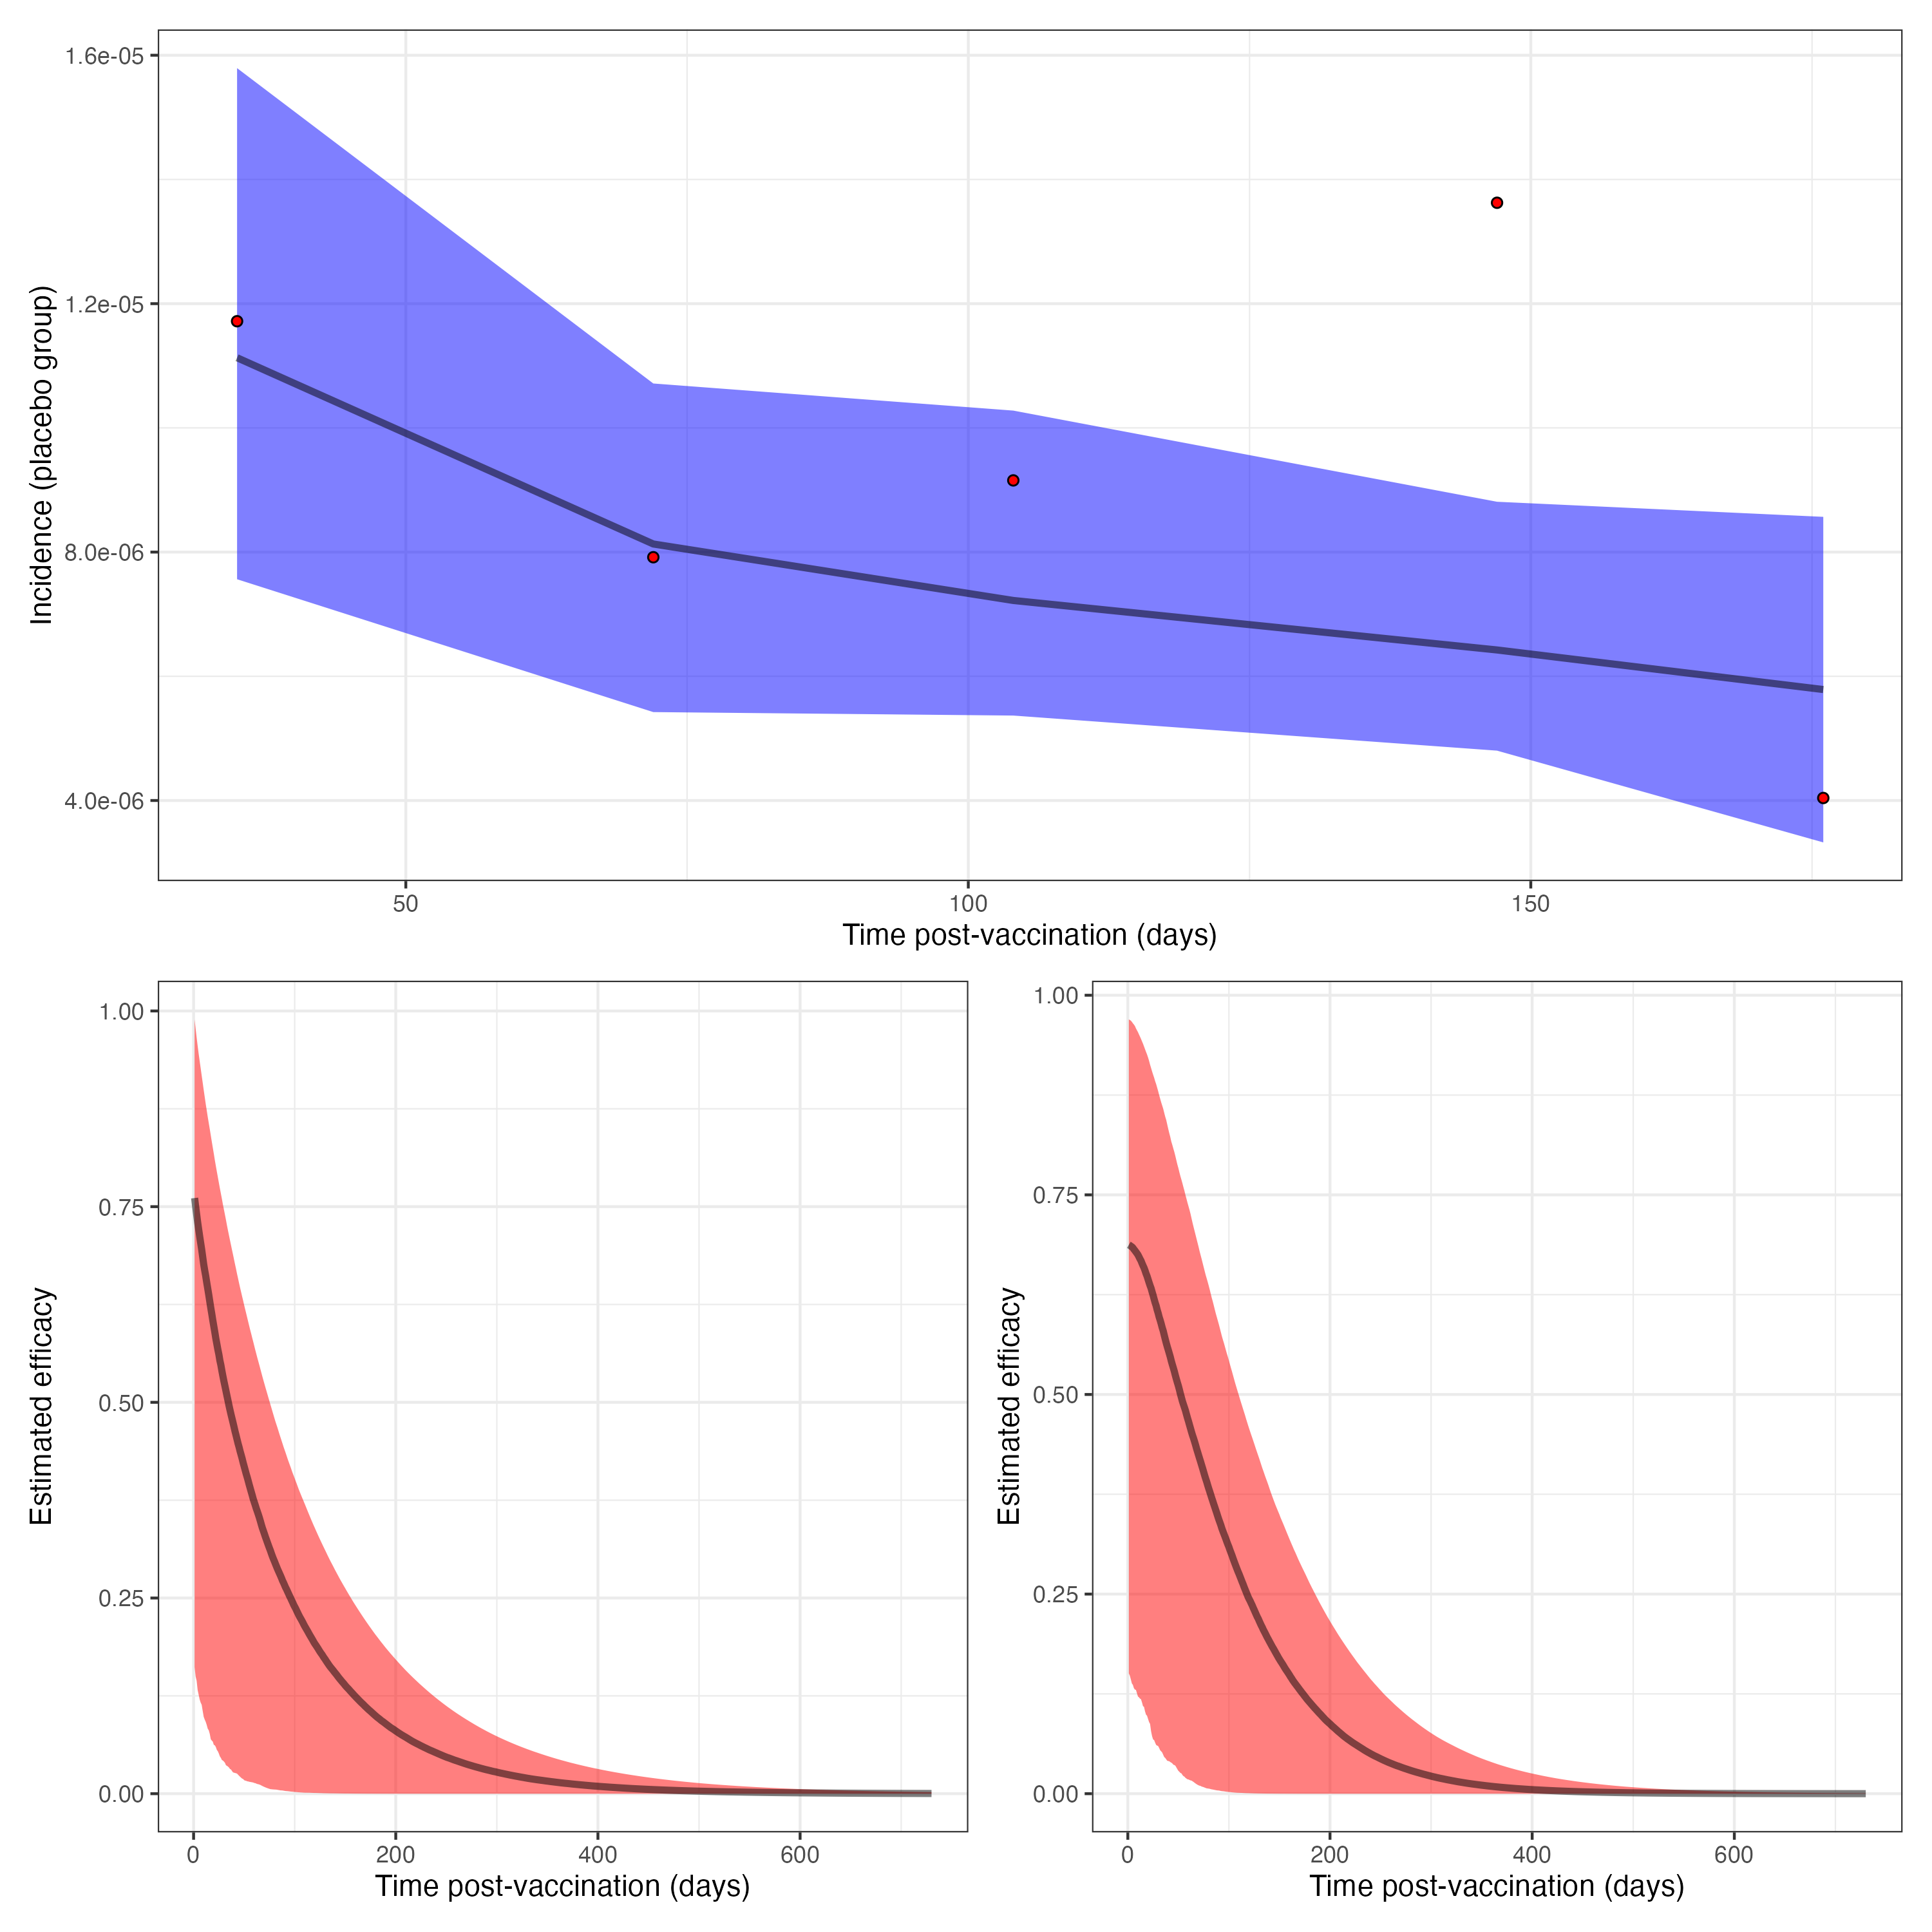 Incidence (placebo group)
1.6e-05
1.2e-05
8.0e-06
4.0e-06
50 100 150
Time post-vaccination (days)
Estimated efficacy
1.00
0.75
0.50
0.25
0.00
0 200 400 600
Time post-vaccination (days)
Estimated efficacy
1.00
0.75
0.50
0.25
0.00
0 200 400 600
Time post-vaccination (days)